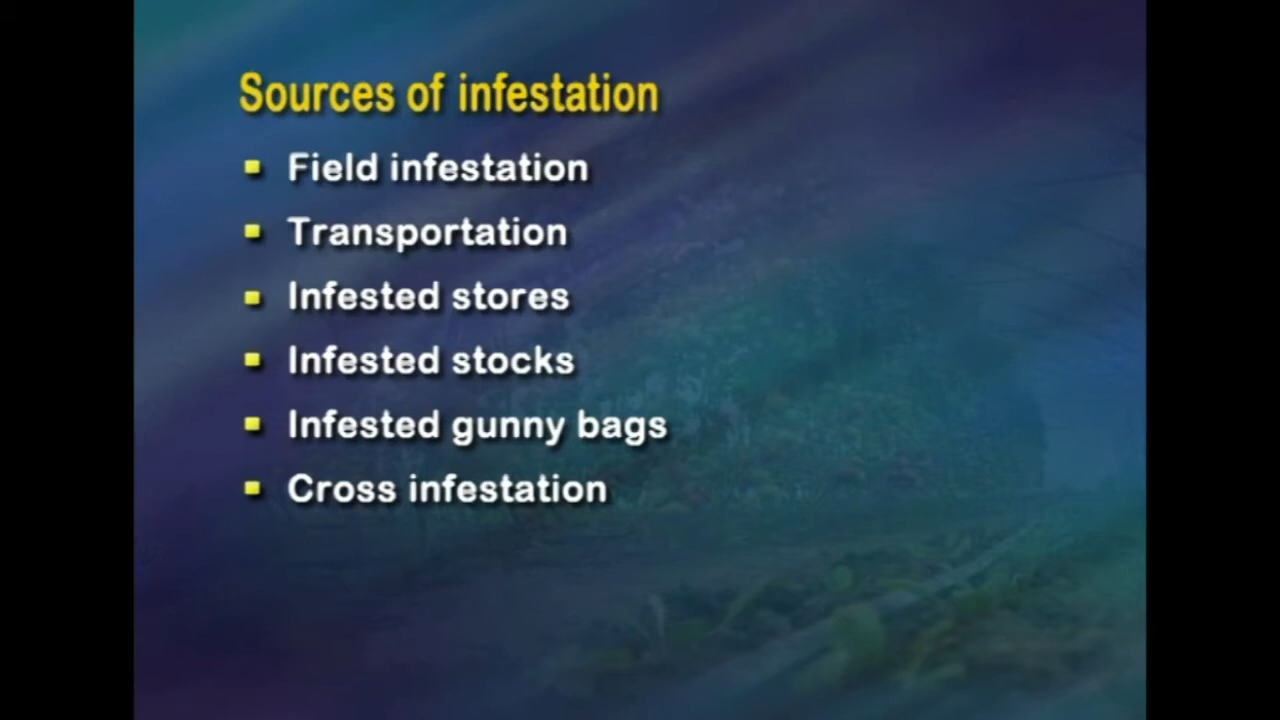 Sources of infestation
Field infestation
Transportation
Infested stores
Infested stocks
Infested gunny bags
Cross infestation